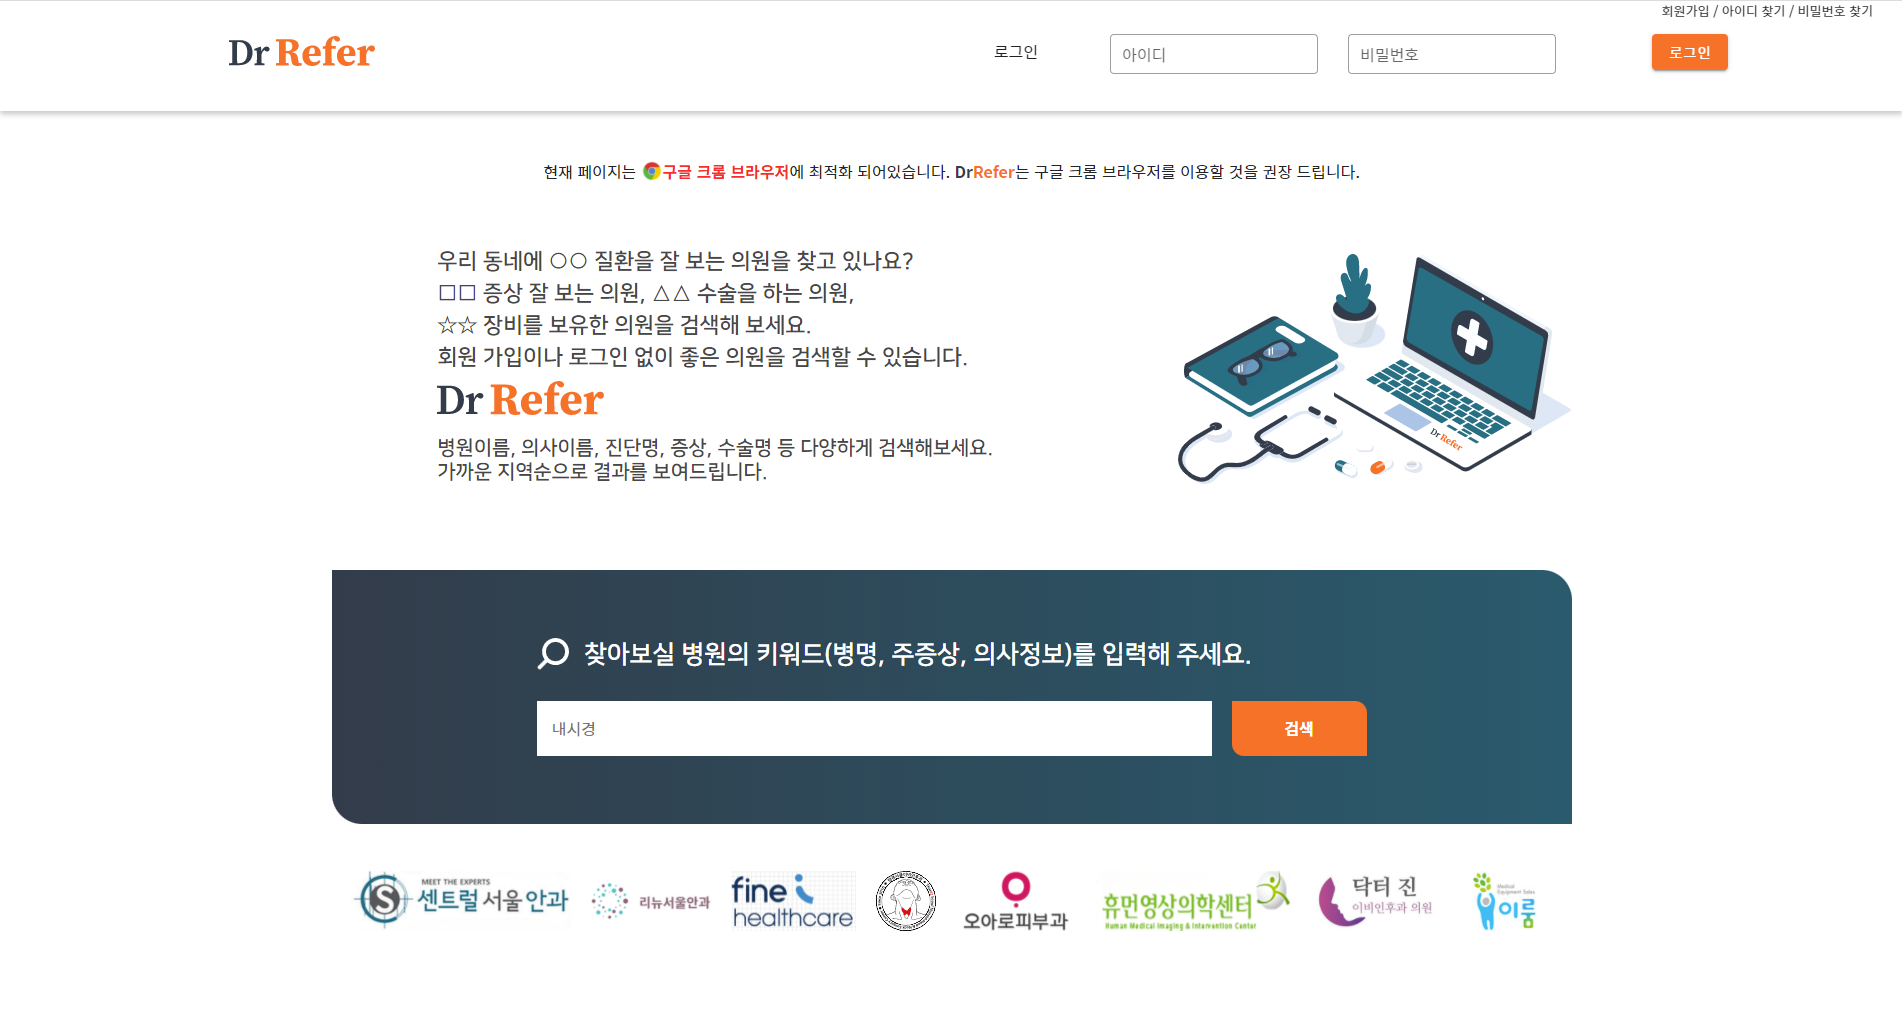 회원가입 / 아이디 찾기 / 비밀번호 찾기
Dr Refer
로그인
아이디
비밀번호
로그인
현재 페이지는 구글 크롬 브라우저에 최적화 되어있습니다. DrRefer는 구글 크롬 브라우저를 이용할 것을 권장 드립니다.
우리 동네에 ○○ 질환을 잘 보는 의원을 찾고 있나요?
□□ 증상 잘 보는 의원, △△ 수술을 하는 의원,
☆☆ 장비를 보유한 의원을 검색해 보세요.
회원 가입이나 로그인 없이 좋은 의원을 검색할 수 있습니다.
Dr Refer
병원이름, 의사이름, 진단명, 증상, 수술명 등 다양하게 검색해보세요.
가까운 지역순으로 결과를 보여드립니다.
Dr Refer
찾아보실 병원의 키워드(병명, 주증상, 의사정보)를 입력해 주세요.
내시경
검색
MEET THE EXPERTS
S 센트럴 서울 안과
리뉴서울안과
fine
healthcare
오아로피부과
휴먼영상의학센터
Human Medical Imaging & Intervention Center
닥터 진
이비인후과 의원
Medical
Equipment Sales
이룸